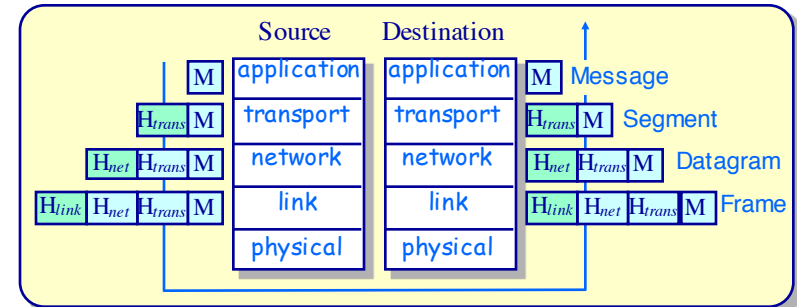 Source Destination
M application application M Message
Htrans M transport transport Htrans M Segment
Hnet Htrans M network network Hnet Htrans M Datagram
Hlink Hnet Htrans M link link Hlink Hnet Htrans M Frame
physical physical